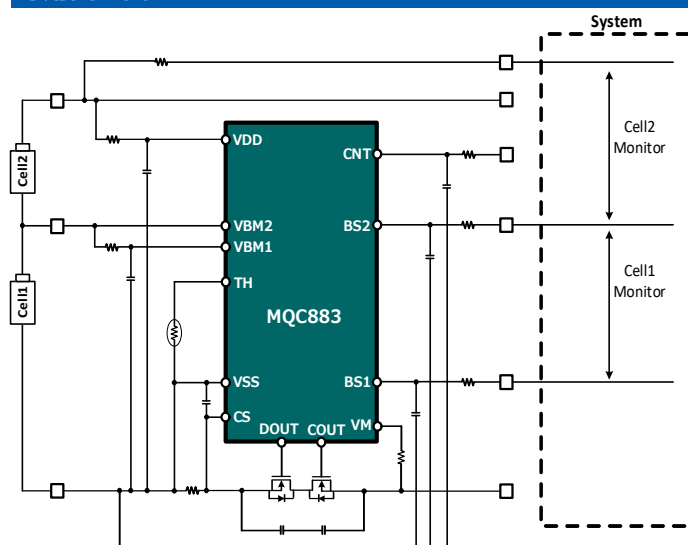 System
Cell2
Monitor
VDD
CNT
Cell2
VBM2
BS2
VBM1
TH
Cell1
Monitor
Cell1
MQC883
VSS
BS1
CS
VM
DOUT
COUT